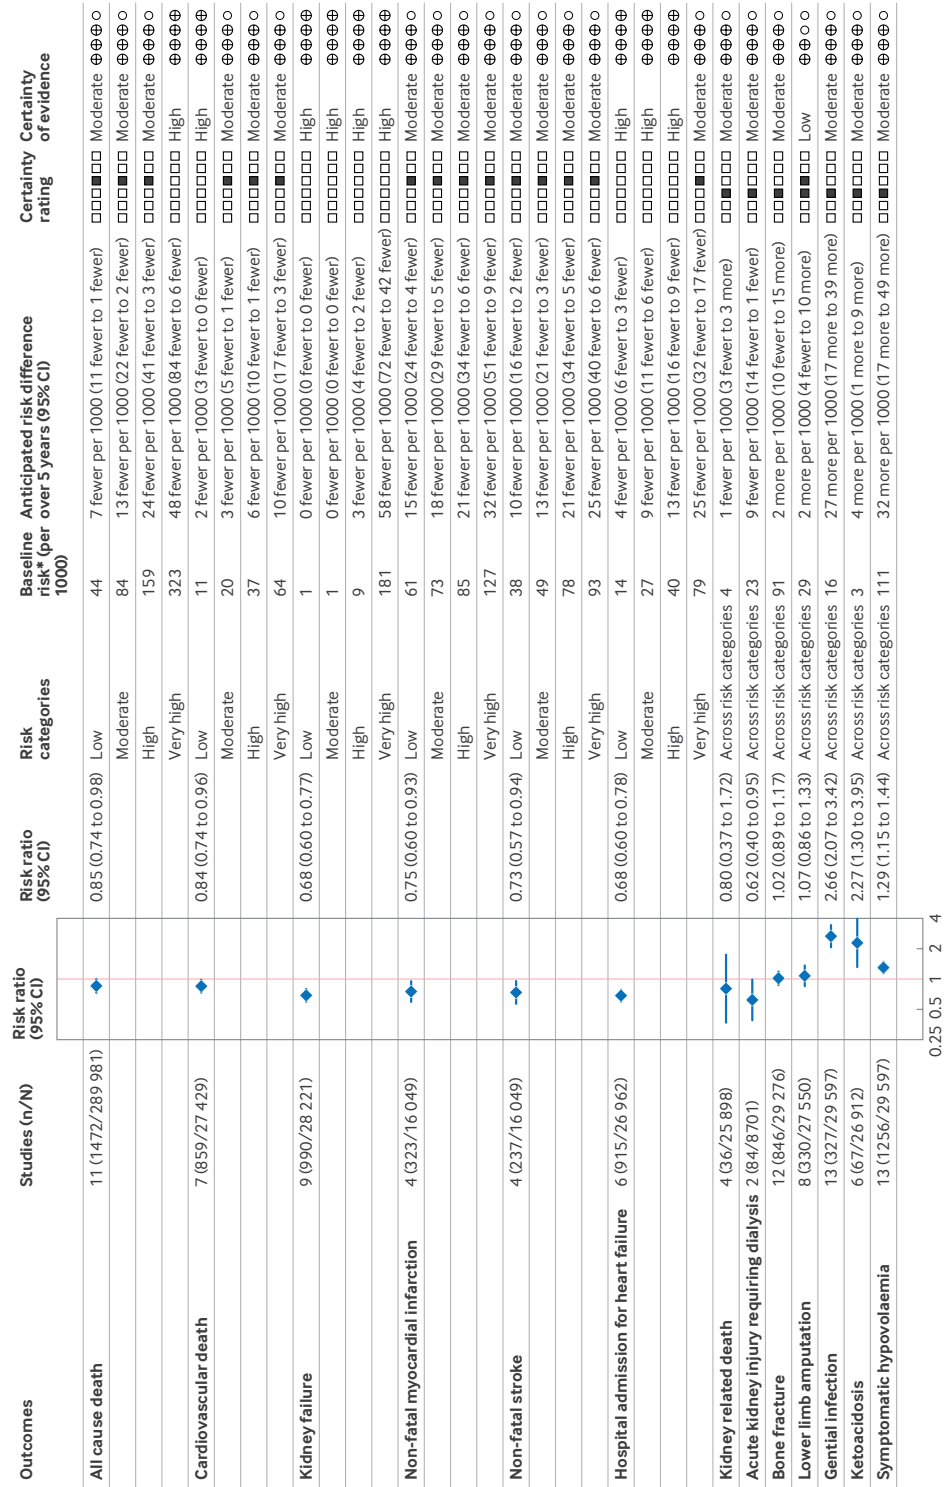 Outcomes Studies (n/N) Risk ratio (95% CI) Risk ratio (95% CI) Risk categories Baseline risk* (per 1000) Anticipated risk difference over 5 years (95% CI) Certainty rating Certainty of evidence
All cause death 11 (1472/289 981) 0.85 (0.74 to 0.98) Low 44 7 fewer per 1000 (11 fewer to 1 fewer) □□□■□ Moderate ⊕⊕⊕○
Moderate 84 13 fewer per 1000 (22 fewer to 2 fewer) □□□■□ Moderate ⊕⊕⊕○
High 159 24 fewer per 1000 (41 fewer to 3 fewer) □□□■□ Moderate ⊕⊕⊕○
Very high 323 48 fewer per 1000 (84 fewer to 6 fewer) □□□□□ High ⊕⊕⊕⊕
Cardiovascular death 7 (859/27 429) 0.84 (0.74 to 0.96) Low 11 2 fewer per 1000 (3 fewer to 0 fewer) □□□□□ High ⊕⊕⊕⊕
Moderate 20 3 fewer per 1000 (5 fewer to 1 fewer) □□□■□ Moderate ⊕⊕⊕○
High 37 6 fewer per 1000 (10 fewer to 1 fewer) □□□■□ Moderate ⊕⊕⊕○
Very high 64 10 fewer per 1000 (17 fewer to 3 fewer) □□□■□ Moderate ⊕⊕⊕○
Kidney failure 9 (990/28 221) 0.68 (0.60 to 0.77) Low 1 0 fewer per 1000 (0 fewer to 0 fewer) □□□□□ High ⊕⊕⊕⊕
Moderate 1 0 fewer per 1000 (0 fewer to 0 fewer) □□□□□ High ⊕⊕⊕⊕
High 9 3 fewer per 1000 (4 fewer to 2 fewer) □□□□□ High ⊕⊕⊕⊕
Very high 181 58 fewer per 1000 (72 fewer to 42 fewer) □□□□□ High ⊕⊕⊕⊕
Non-fatal myocardial infarction 4 (323/16 049) 0.75 (0.60 to 0.93) Low 61 15 fewer per 1000 (24 fewer to 4 fewer) □□□■□ Moderate ⊕⊕⊕○
Moderate 73 18 fewer per 1000 (29 fewer to 5 fewer) □□□■□ Moderate ⊕⊕⊕○
High 85 21 fewer per 1000 (34 fewer to 6 fewer) □□□■□ Moderate ⊕⊕⊕○
Very high 127 32 fewer per 1000 (51 fewer to 9 fewer) □□□■□ Moderate ⊕⊕⊕○
Non-fatal stroke 4 (237/16 049) 0.73 (0.57 to 0.94) Low 38 10 fewer per 1000 (16 fewer to 2 fewer) □□□■□ Moderate ⊕⊕⊕○
Moderate 49 13 fewer per 1000 (21 fewer to 3 fewer) □□□■□ Moderate ⊕⊕⊕○
High 78 21 fewer per 1000 (34 fewer to 5 fewer) □□□■□ Moderate ⊕⊕⊕○
Very high 93 25 fewer per 1000 (40 fewer to 6 fewer) □□□■□ Moderate ⊕⊕⊕○
Hospital admission for heart failure 6 (915/26 962) 0.68 (0.60 to 0.78) Low 14 4 fewer per 1000 (6 fewer to 3 fewer) □□□□□ High ⊕⊕⊕⊕
Moderate 27 9 fewer per 1000 (11 fewer to 6 fewer) □□□□□ High ⊕⊕⊕⊕
High 40 13 fewer per 1000 (16 fewer to 9 fewer) □□□□□ High ⊕⊕⊕⊕
Very high 79 25 fewer per 1000 (32 fewer to 17 fewer) □□□■□ Moderate ⊕⊕⊕○
Kidney related death 4 (36/25 898) 0.80 (0.37 to 1.72) Across risk categories 4 1 fewer per 1000 (3 fewer to 3 more) □□■□□ Moderate ⊕⊕⊕○
Acute kidney injury requiring dialysis 2 (84/8701) 0.62 (0.40 to 0.95) Across risk categories 23 9 fewer per 1000 (14 fewer to 1 fewer) □□■□□ Moderate ⊕⊕⊕○
Bone fracture 12 (846/29 276) 1.02 (0.89 to 1.17) Across risk categories 91 2 more per 1000 (10 fewer to 15 more) □□■□□ Moderate ⊕⊕⊕○
Lower limb amputation 8 (330/27 550) 1.07 (0.86 to 1.33) Across risk categories 29 2 more per 1000 (4 fewer to 10 more) □□■■□ Low ⊕⊕○○
Gential infection 13 (327/29 597) 2.66 (2.07 to 3.42) Across risk categories 16 27 more per 1000 (17 more to 39 more) □□■□□ Moderate ⊕⊕⊕○
Ketoacidosis 6 (67/26 912) 2.27 (1.30 to 3.95) Across risk categories 3 4 more per 1000 (1 more to 9 more) □□■□□ Moderate ⊕⊕⊕○
Symptomatic hypovolaemia 13 (1256/29 597) 1.29 (1.15 to 1.44) Across risk categories 111 32 more per 1000 (17 more to 49 more) □□■□□ Moderate ⊕⊕⊕○
0.25 0.5 1 2 4